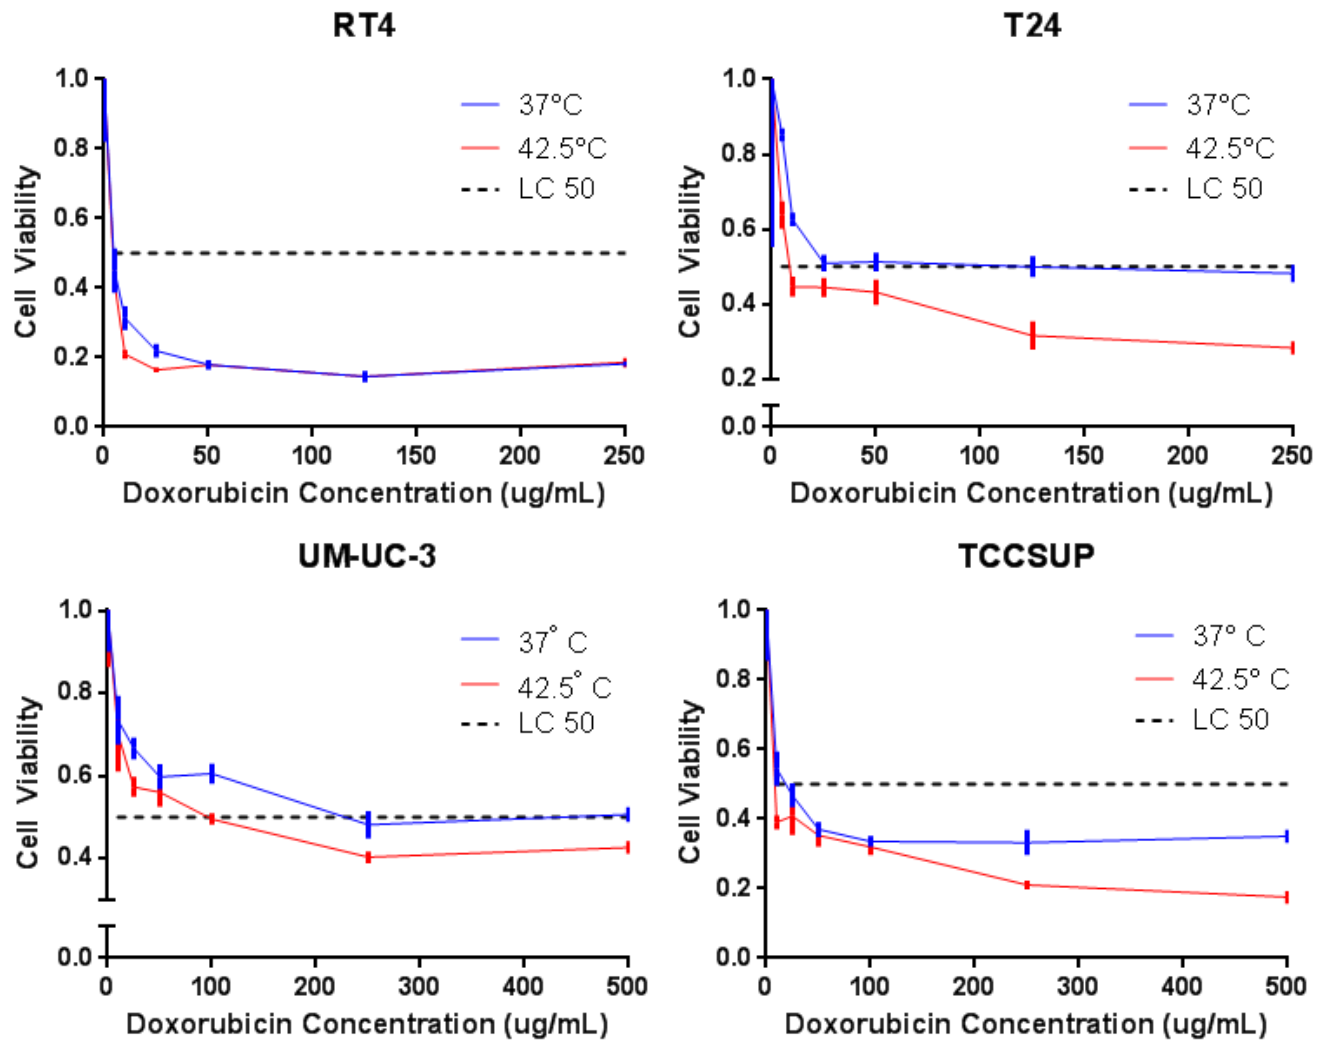 RT4
1.0
0.8
0.6
0.4
0.2
0.0
Cell Viability
37°C
42.5°C
LC 50
0 50 100 150 200 250
Doxorubicin Concentration (ug/mL)
T24
1.0
0.8
0.6
0.4
0.2
0.0
Cell Viability
37°C
42.5°C
LC 50
0 50 100 150 200 250
Doxorubicin Concentration (ug/mL)
UM-UC-3
1.0
0.8
0.6
0.4
0.0
Cell Viability
37° C
42.5° C
LC 50
0 100 200 300 400 500
Doxorubicin Concentration (ug/mL)
TCCSUP
1.0
0.8
0.6
0.4
0.2
0.0
Cell Viability
37° C
42.5° C
LC 50
0 100 200 300 400 500
Doxorubicin Concentration (ug/mL)